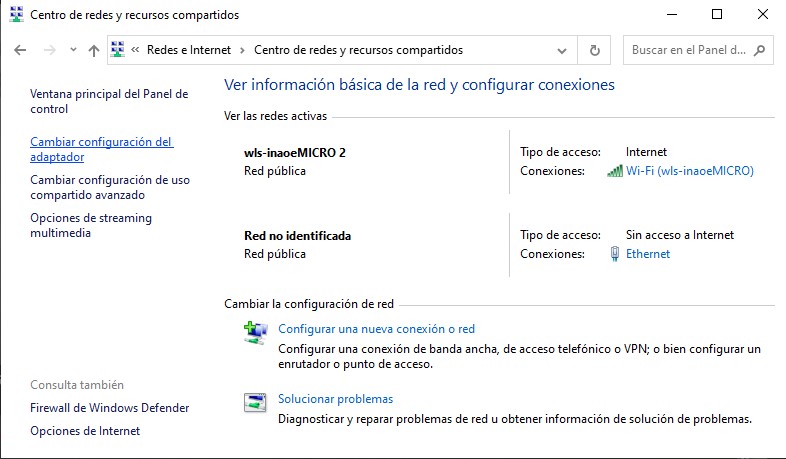 Centro de redes y recursos compartidos
« Redes e Internet > Centro de redes y recursos compartidos
Buscar en el Panel d...
Ventana principal del Panel de
control
Cambiar configuración del
adaptador
Cambiar configuración de uso
compartido avanzado
Opciones de streaming
multimedia
Ver información básica de la red y configurar conexiones
Ver las redes activas
wls-inaoeMICRO 2
Red pública
Tipo de acceso: Internet
Conexiones: Wi-Fi (wls-inaoeMICRO)
Red no identificada
Red pública
Tipo de acceso: Sin acceso a Internet
Conexiones: Ethernet
Cambiar la configuración de red
Configurar una nueva conexión o red
Configurar una conexión de banda ancha, de acceso telefónico o VPN; o bien configurar un
enrutador o punto de acceso.
Solucionar problemas
Diagnosticar y reparar problemas de red u obtener información de solución de problemas.
Consulta también
Firewall de Windows Defender
Opciones de Internet